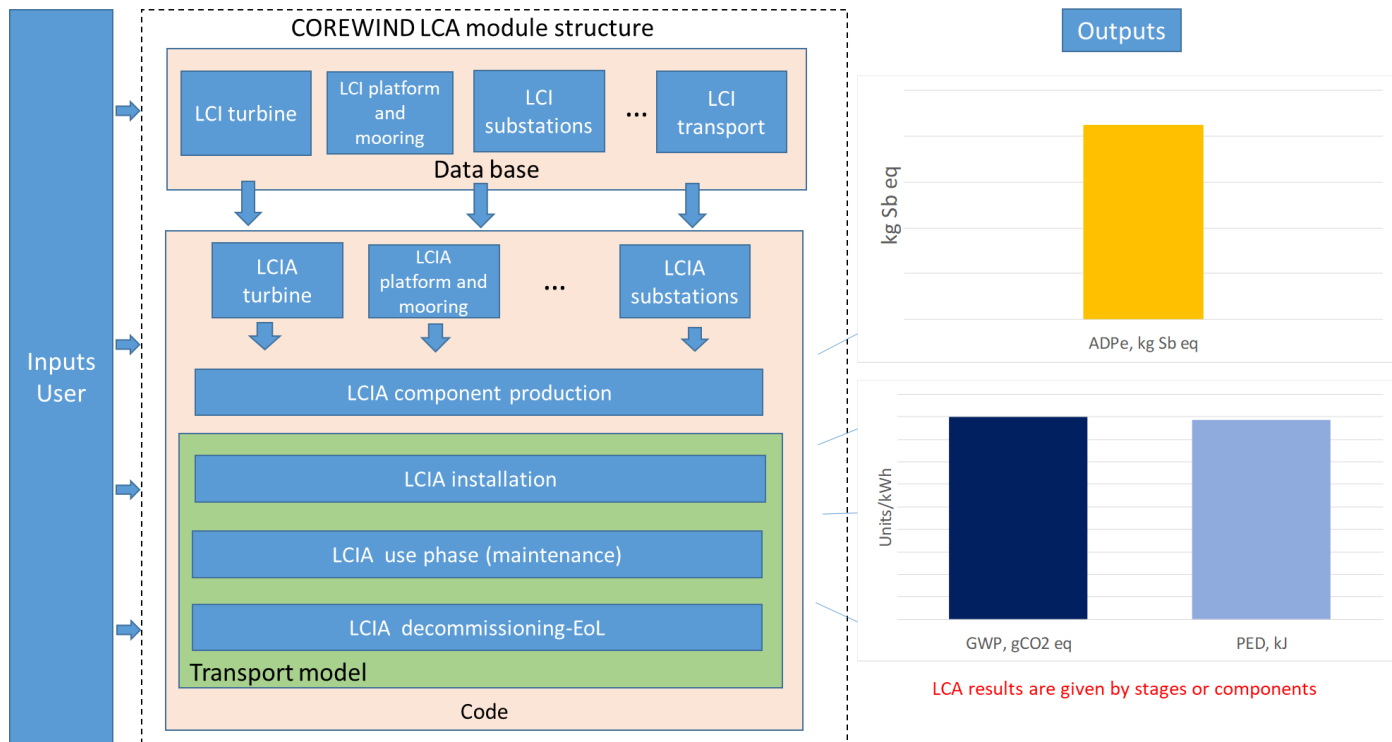 Inputs
User
COREWIND LCA module structure
LCI turbine
LCI platform
and
mooring
LCI
substations
...
LCI
transport
Data base
LCIA
turbine
LCIA
platform and
mooring
...
LCIA
substations
LCIA component production
LCIA installation
LCIA use phase (maintenance)
LCIA decommissioning-EoL
Transport model
Code
Outputs
kg Sb eq
ADPe, kg Sb eq
Units/kWh
GWP, gCO2 eq
PED, kJ
LCA results are given by stages or components